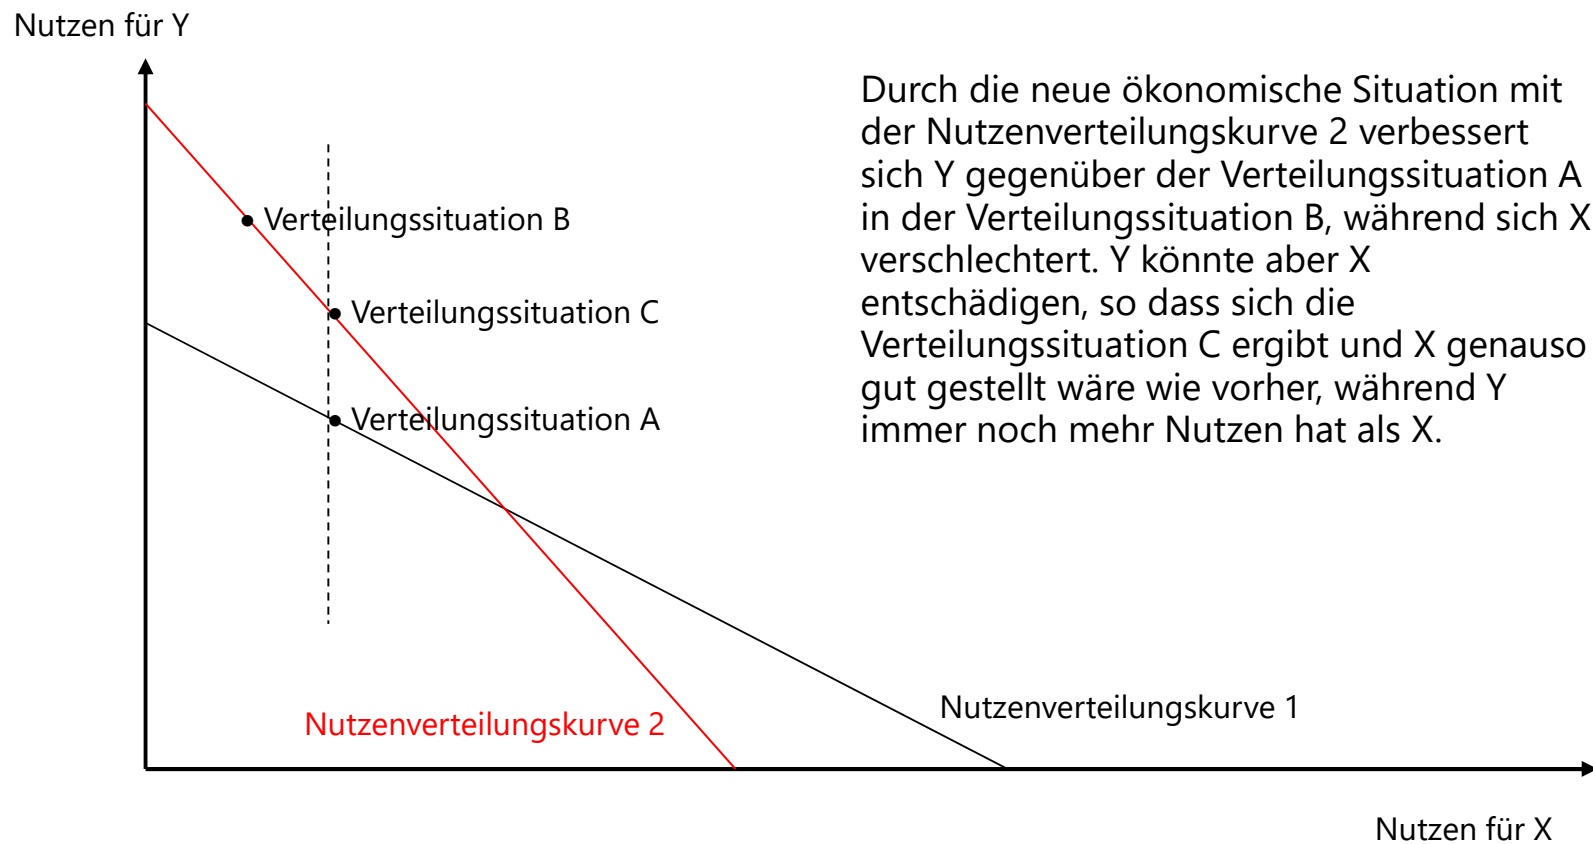 Nutzen für Y
Durch die neue ökonomische Situation mit
der Nutzenverteilungskurve 2 verbessert
sich Y gegenüber der Verteilungssituation A
in der Verteilungssituation B, während sich X
verschlechtert. Y könnte aber X
entschädigen, so dass sich die
Verteilungssituation C ergibt und X genauso
gut gestellt wäre wie vorher, während Y
immer noch mehr Nutzen hat als X.
Verteilungssituation B
Verteilungssituation C
Verteilungssituation A
Nutzenverteilungskurve 1
Nutzenverteilungskurve 2
Nutzen für X